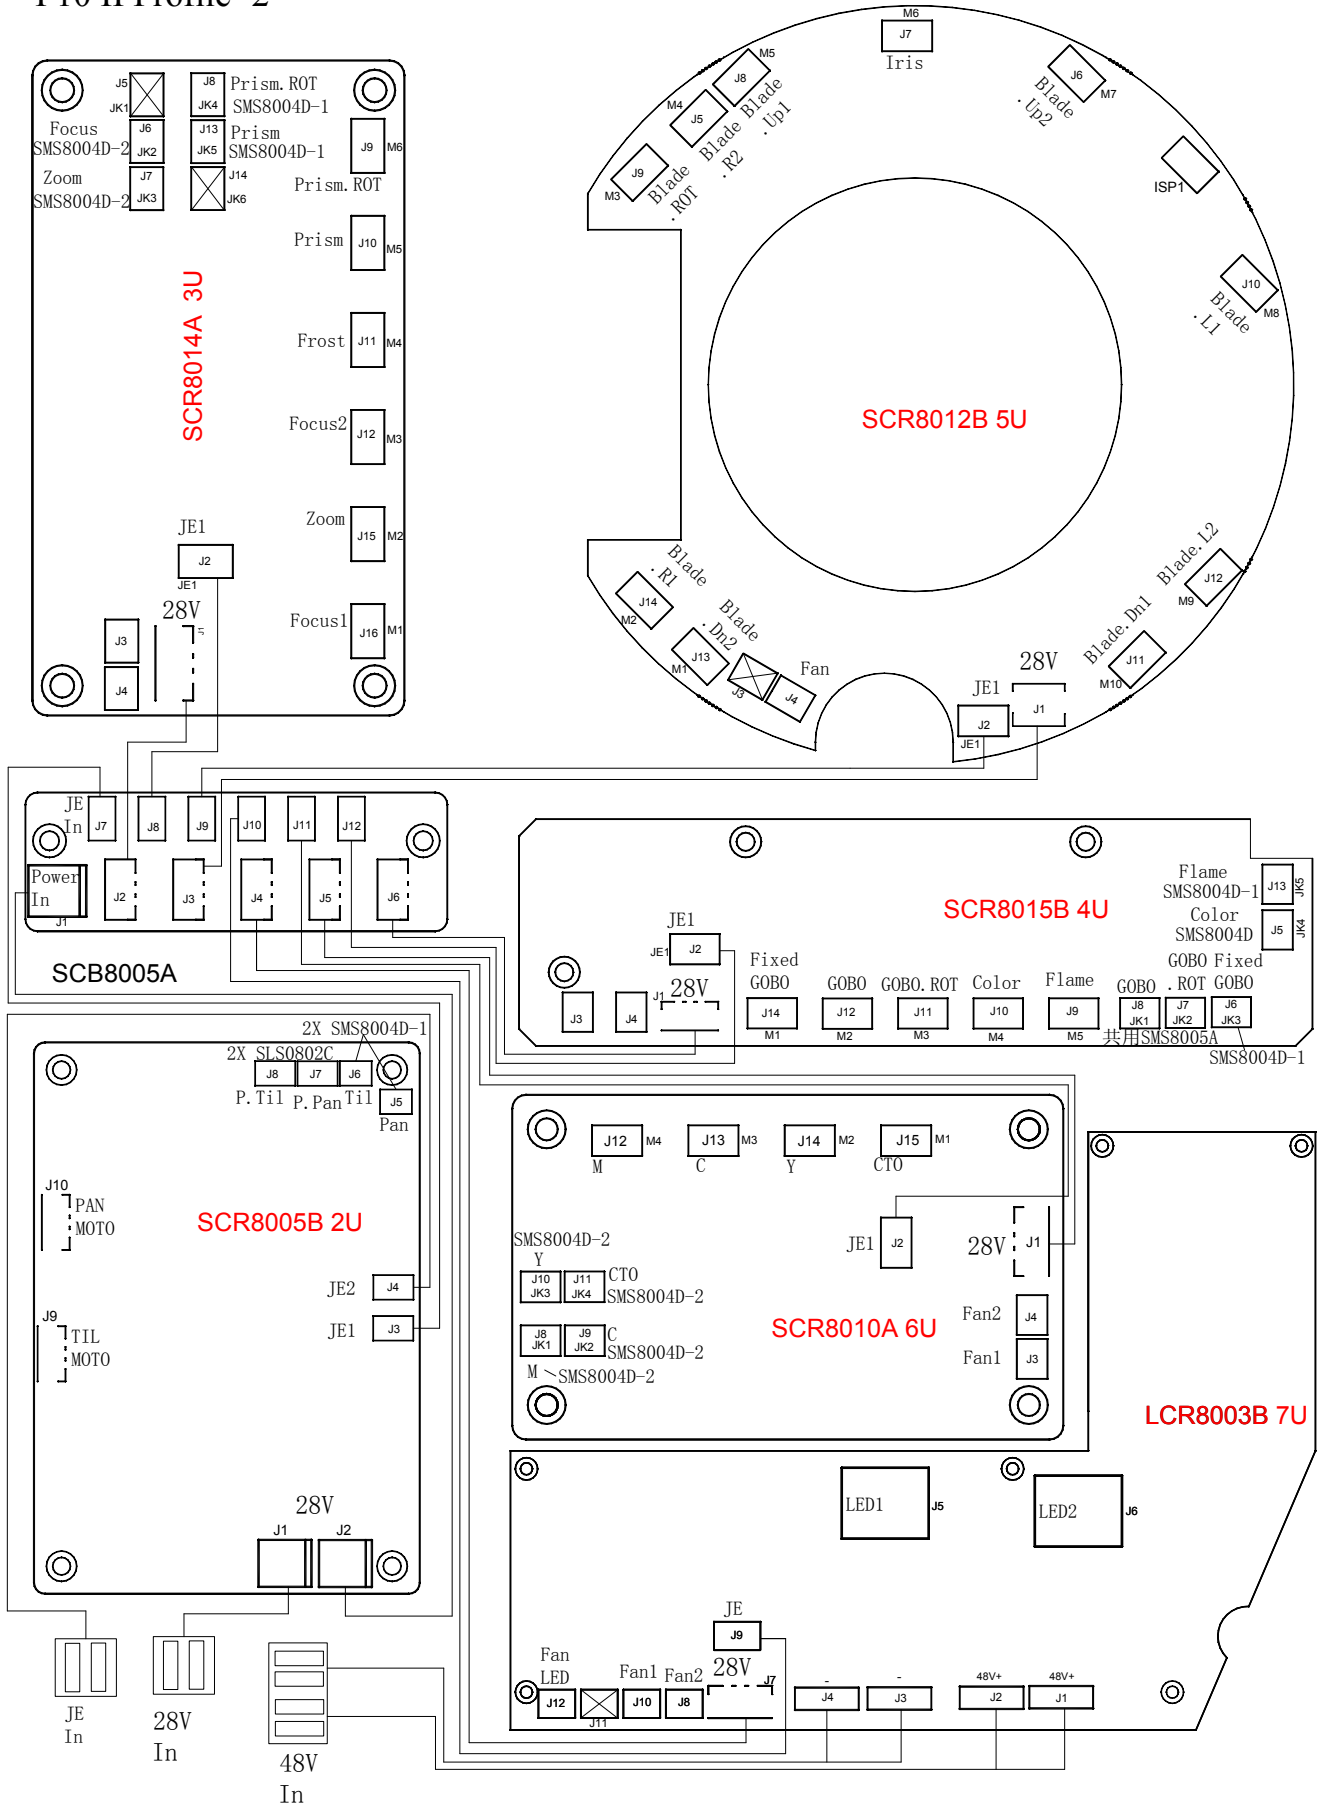 J5
JK1
J8
JK4
Prism.ROT
SMS8004D-1
Focus
SMS8004D-2
J6
JK2
J13
JK5
Prism
SMS8004D-1
Zoom
SMS8004D-2
J7
JK3
J14
JK6
J9
M6
Prism.ROT
Prism
J10
M5
SCR8014A 3U
Frost
J11
M4
Focus2
J12
M3
Zoom
J15
M2
JE1
J2
JE1
28V
J1
Focus1
J16
M1
J3
J4
M6
J7
Iris
M5
J8
Blade
.Up1
M4
J5
Blade
.R2
M3
J9
Blade
.ROT
J6
M7
Blade
.Up2
ISP1
J10
M8
Blade
.L1
SCR8012B 5U
Blade.L2
J12
M9
Blade.Dn1
J11
M10
Blade
.R1
J14
M2
Blade
.Dn2
J13
M1
J3
J4
Fan
28V
J1
JE1
J2
JE1
JE
In
J7
J8
J9
J10
J11
J12
Power
In
J1
J2
J3
J4
J5
J6
SCB8005A
SCR8015B 4U
Flame
SMS8004D-1
J13
JK5
Color
SMS8004D
J5
JK4
JE1
JE1
J2
28V
J1
J3
J4
Fixed
GOBO
J14
M1
GOBO
J12
M2
GOBO.ROT
J11
M3
Color
J10
M4
Flame
J9
M5
GOBO
J8
JK1
GOBO
.ROT
J7
JK2
Fixed
GOBO
J6
JK3
共用SMS8005A
SMS8004D-1
2X SMS8004D-1
2X SLS0802C
J8
J7
J6
J5
P.Til
P.Pan
Til
Pan
J10
PAN
MOTO
SCR8005B 2U
JE2
J4
JE1
J3
J9
TIL
MOTO
28V
J1
J2
J12
M4
M
J13
M3
C
J14
M2
Y
J15
M1
CTO
JE1
J2
28V
J1
SMS8004D-2
Y
J10
JK3
J11
JK4
CTO
SMS8004D-2
J8
JK1
J9
JK2
C
SMS8004D-2
M
SMS8004D-2
SCR8010A 6U
Fan2
J4
Fan1
J3
LCR8003B 7U
LED1
J5
LED2
J6
JE
J9
Fan
LED
J12
J11
Fan1
J10
Fan2
J8
28V
J7
-
J4
-
J3
48V+
J2
48V+
J1
JE
In
28V
In
48V
In